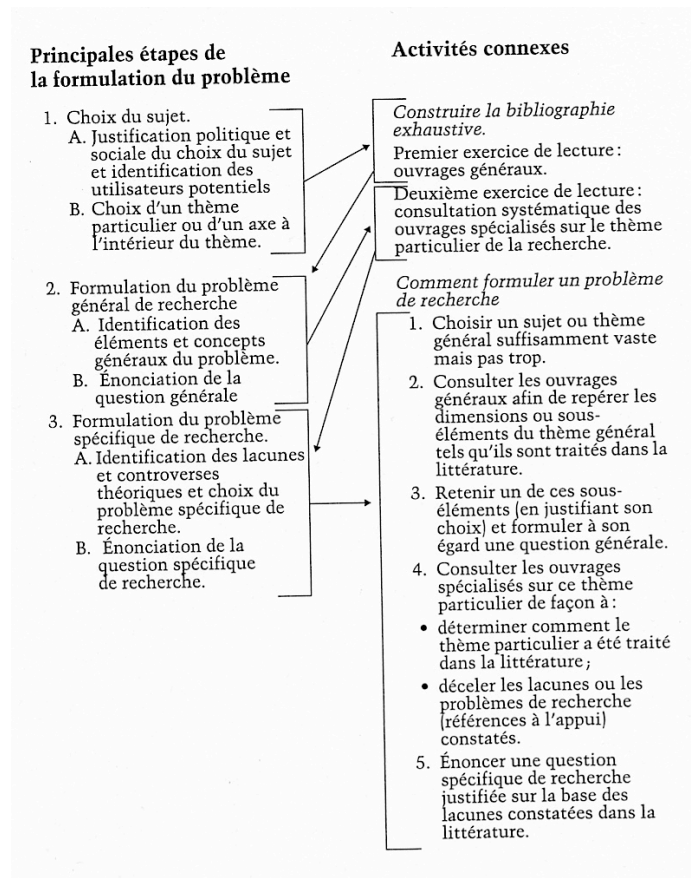 Principales étapes de
la formulation du problème
1. Choix du sujet.
A. Justification politique et
sociale du choix du sujet
et identification des
utilisateurs potentiels
B. Choix d'un thème
particulier ou d'un axe à
l'intérieur du thème.
2. Formulation du problème
général de recherche
A. Identification des
éléments et concepts
généraux du problème.
B. Énonciation de la
question générale
3. Formulation du problème
spécifique de recherche.
A. Identification des lacunes
et controverses
théoriques et choix du
problème spécifique de
recherche.
B. Énonciation de la
question spécifique
de recherche.
Activités connexes
Construire la bibliographie
exhaustive.
Premier exercice de lecture :
ouvrages généraux.
Deuxième exercice de lecture :
consultation systématique des
ouvrages spécialisés sur le thème
particulier de la recherche.
Comment formuler un problème
de recherche
1. Choisir un sujet ou thème
général suffisamment vaste
mais pas trop.
2. Consulter les ouvrages
généraux afin de repérer les
dimensions ou sous-
éléments du thème général
tels qu'ils sont traités dans la
littérature.
3. Retenir un de ces sous-
éléments (en justifiant son
choix) et formuler à son
égard une question générale.
4. Consulter les ouvrages
spécialisés sur ce thème
particulier de façon à :
• déterminer comment le
thème particulier a été traité
dans la littérature ;
• déceler les lacunes ou les
problèmes de recherche
(références à l'appui)
constatés.
5. Énoncer une question
spécifique de recherche
justifiée sur la base des
lacunes constatées dans la
littérature.